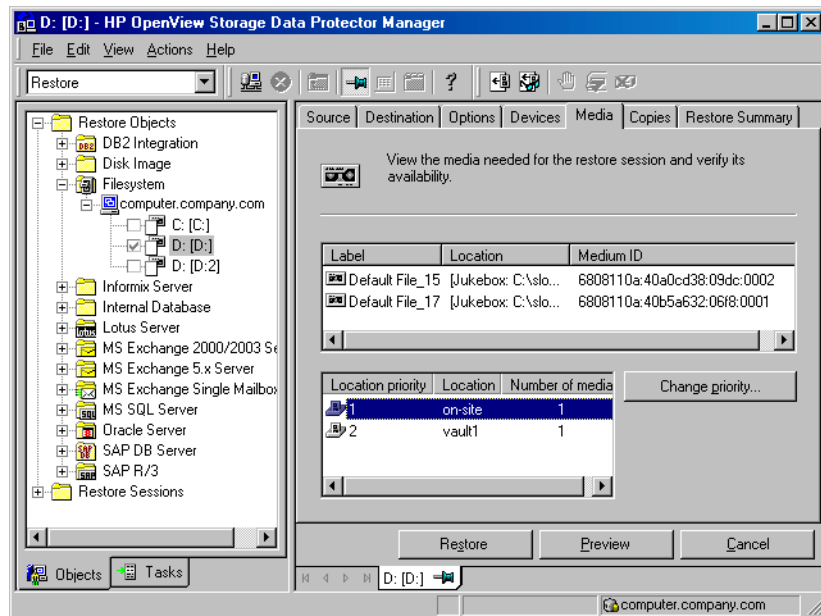 D: [D:] - HP OpenView Storage Data Protector Manager
File Edit View Actions Help
Restore
?
Source Destination Options Devices Media Copies Restore Summary
View the media needed for the restore session and verify its
availability.
Restore Objects
DB2 Integration
Disk Image
Filesystem
computer.company.com
C: [C:]
D: [D:]
D: [D:2]
Informix Server
Internal Database
Lotus Server
MS Exchange 2000/2003 Se
MS Exchange 5.x Server
MS Exchange Single Mailbox
MS SQL Server
Oracle Server
SAP DB Server
SAP R/3
Restore Sessions
Label Location Medium ID
Default File_15 [Jukebox: C:\slo... 6808110a:40a0cd38:09dc:0002
Default File_17 [Jukebox: C:\slo... 6808110a:40b5a632:06f8:0001
Location priority Location Number of media
1 on-site 1
2 vault1 1
Change priority...
Restore Preview Cancel
Objects Tasks
D: [D:]
computer.company.com